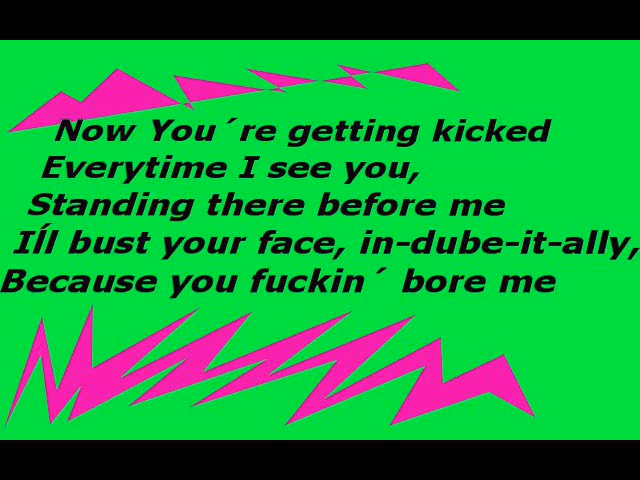 Now You´re getting kicked
Everytime I see you,
Standing there before me
IÍl bust your face, in-dube-it-ally,
Because you fuckin´ bore me